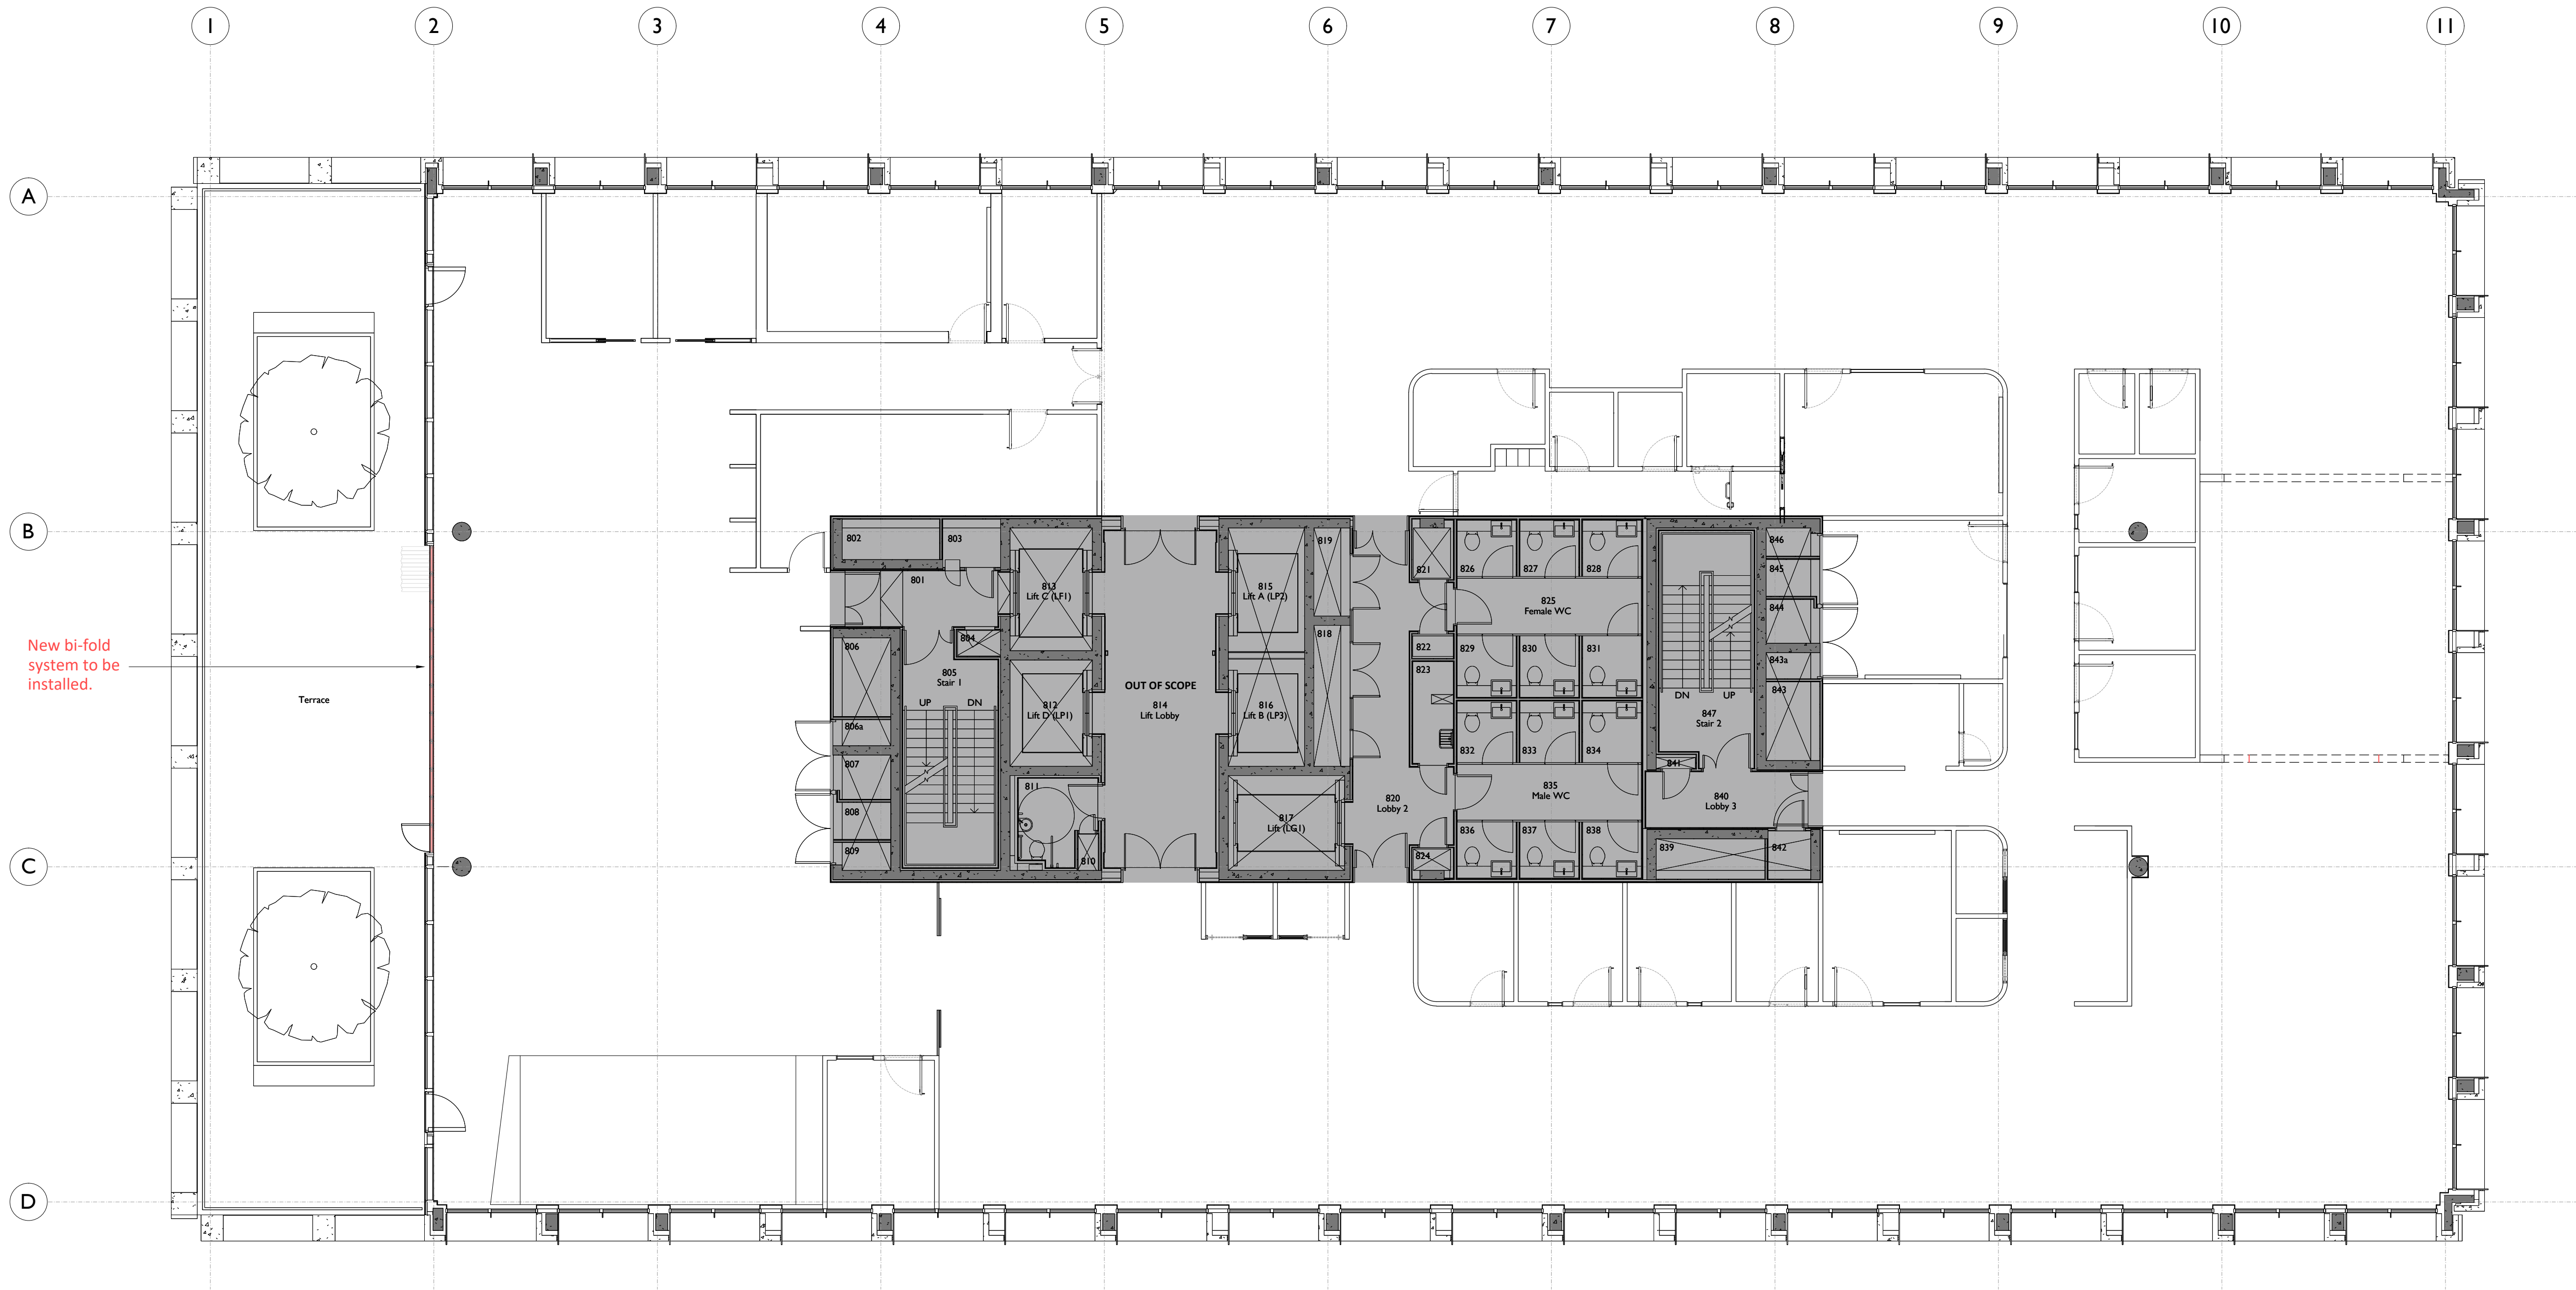 1
2
3
4
5
6
7
8
9
10
11
A
B
C
D
New bi-fold
system to be
installed.
Terrace
802
803
801
813
Lift C (LF1)
804
806
805
Stair 1
UP
DN
812
Lift D (LP1)
806a
807
808
809
811
810
OUT OF SCOPE
814
Lift Lobby
815
Lift A (LP2)
816
Lift B (LP3)
817
Lift (LG1)
819
818
820
Lobby 2
821
822
823
824
826
827
828
825
Female WC
829
830
831
832
833
834
835
Male WC
836
837
838
DN
UP
847
Stair 2
841
840
Lobby 3
839
842
846
845
844
843a
843